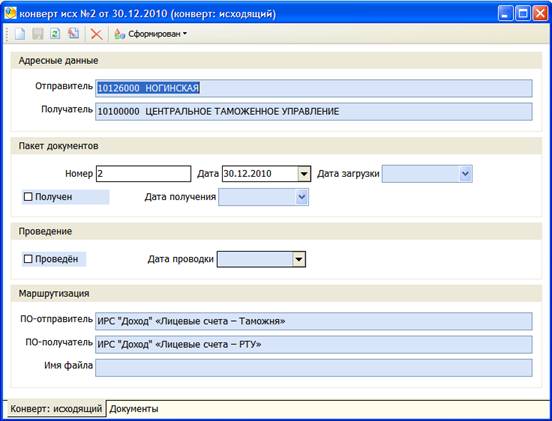 конверт исх №2 от 30.12.2010 (конверт: исходящий)
Сформирован
Адресные данные
Отправитель 10126000 НОГИНСКАЯ
Получатель 10100000 ЦЕНТРАЛЬНОЕ ТАМОЖЕННОЕ УПРАВЛЕНИЕ
Пакет документов
Номер 2 Дата 30.12.2010 Дата загрузки
Получен Дата получения
Проведение
Проведён Дата проводки
Маршрутизация
ПО-отправитель ИРС "Доход" «Лицевые счета – Таможня»
ПО-получатель ИРС "Доход" «Лицевые счета – РТУ»
Имя файла
Конверт: исходящий Документы